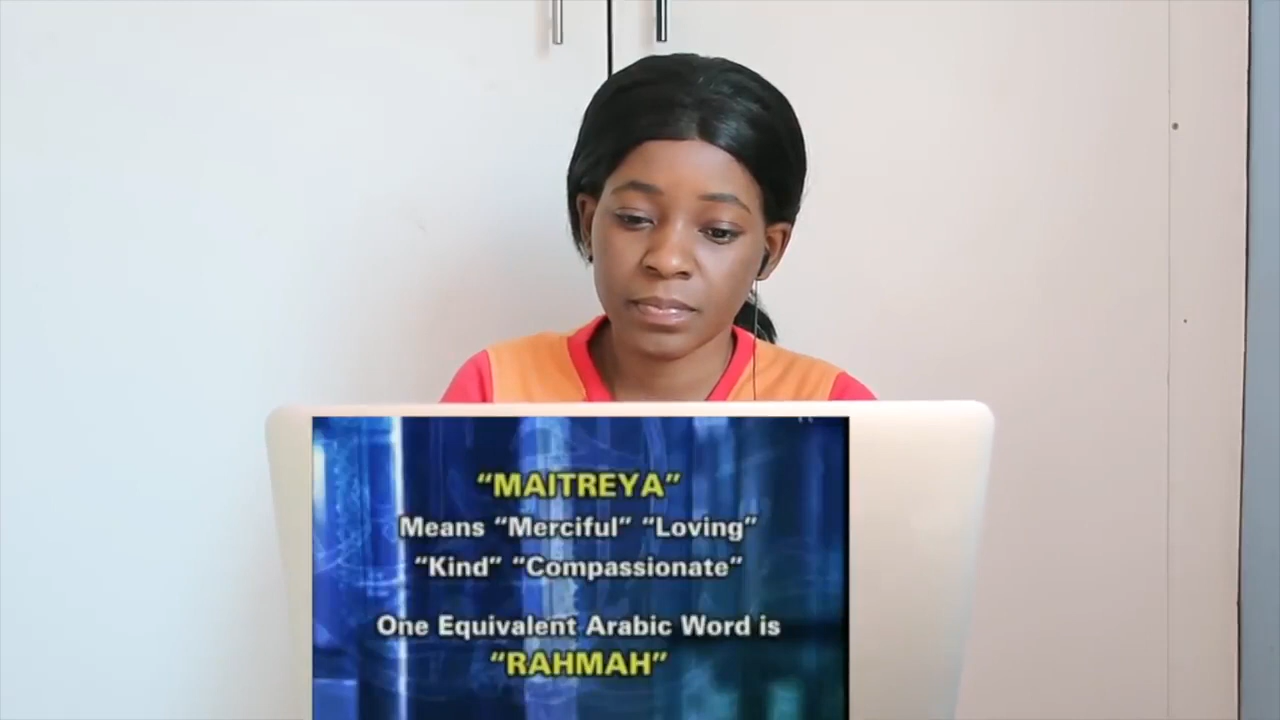 “MAITREYA”
Means “Merciful” “Loving”
“Kind” “Compassionate”
One Equivalent Arabic Word is
“RAHMAH”